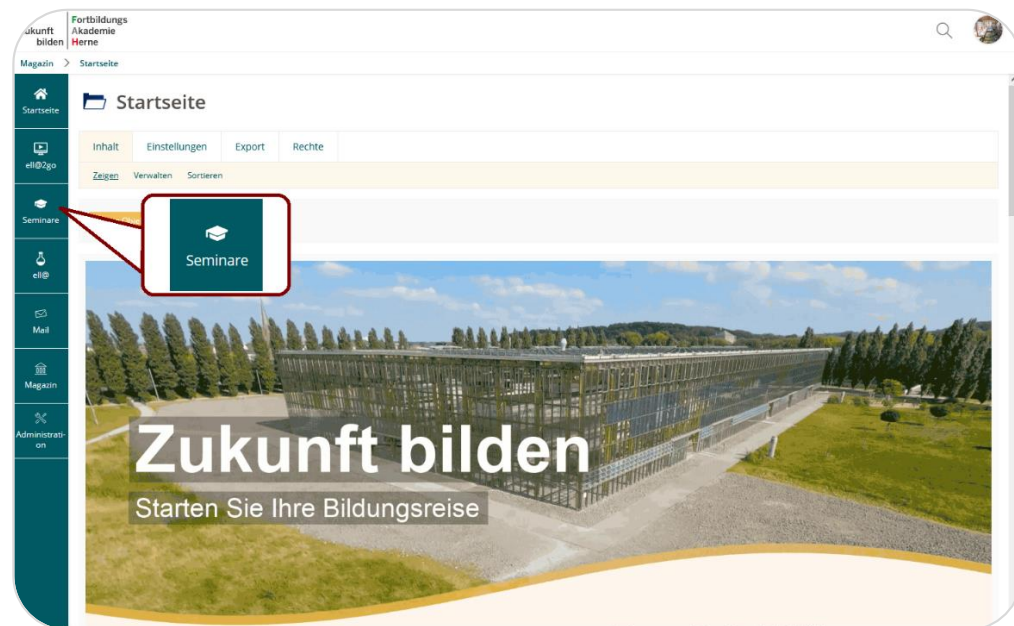 Fortbildungs
Akademie
bilden Herne
Magazin > Startseite
Startseite
Startseite
Inhalt Einstellungen Export Rechte
Zeigen Verwalten Sortieren
ell@2go
Seminare
Seminare
ell@
Mail
Magazin
Administrati-
on
Zukunft bilden
Starten Sie Ihre Bildungsreise